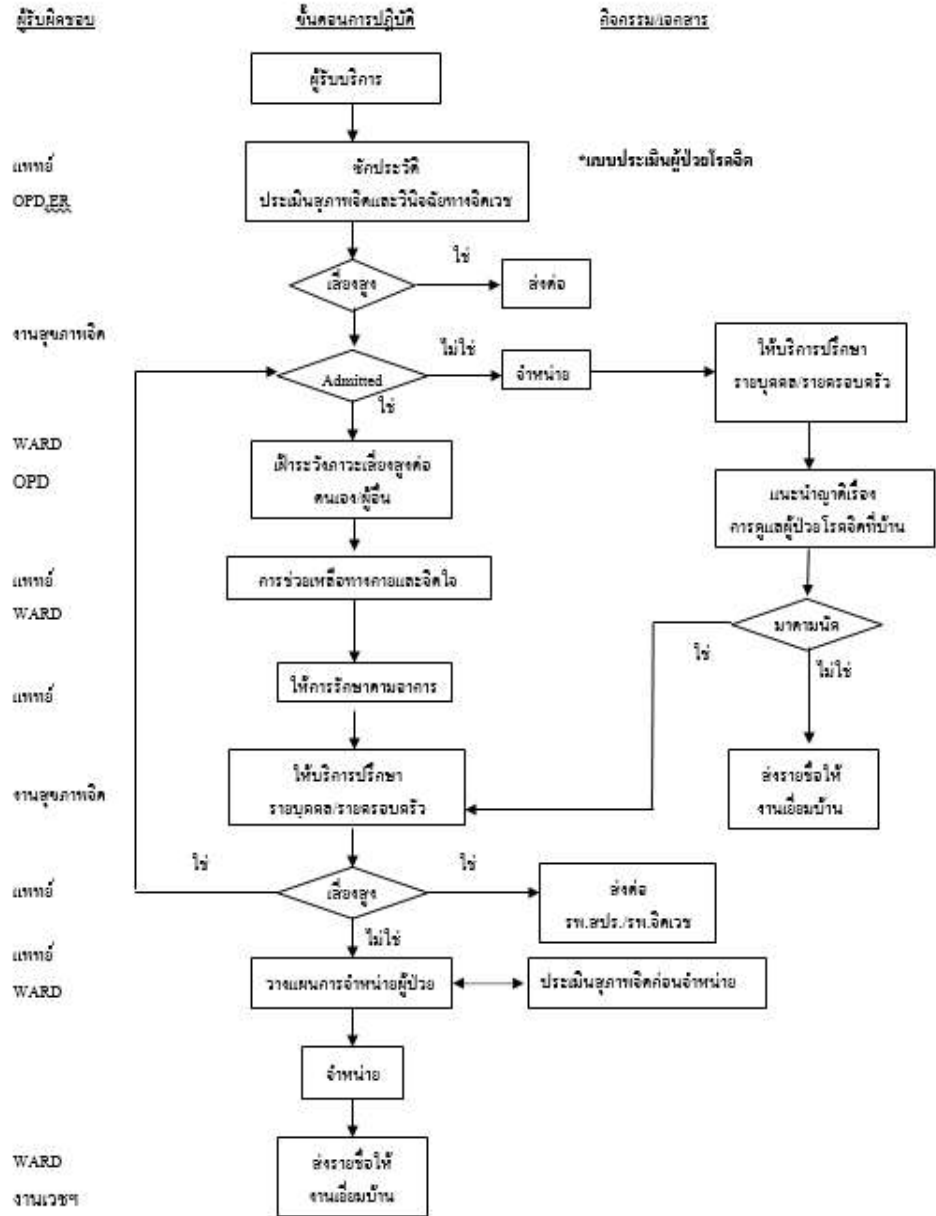 ผู้รับผิดชอบ ขั้นตอนการปฏิบัติ กิจกรรม/เอกสาร
ผู้รับบริการ
แพทย์
OPD,ER
ซักประวัติ
ประเมินสุภาพจิตและวินิจฉัยทางจิตเวช
*แบบประเมินผู้ป่วยโรคจิต
เสี่ยงสูง
ใช่
ส่งต่อ
งานสุขภาพจิต
Admitted
ไม่ใช่
จำหน่าย
ให้บริการปรึกษา
รายบุคคล/รายครอบครัว
ใช่
WARD
OPD
เฝ้าระวังภาวะเสี่ยงสูงต่อ
ตนเอง/ผู้อื่น
แนะนำญาติเรื่อง
การดูแลผู้ป่วยโรคจิตที่บ้าน
แพทย์
WARD
การช่วยเหลือทางกายและจิตใจ
มาตามนัด
ใช่
ไม่ใช่
แพทย์
ให้การรักษาตามอาการ
งานสุขภาพจิต
ให้บริการปรึกษา
รายบุคคล/รายครอบครัว
ส่งรายชื่อให้
งานเยี่ยมบ้าน
ใช่
ใช่
แพทย์
เสี่ยงสูง
ส่งต่อ
รพ.สปร./รพ.จิตเวช
ไม่ใช่
แพทย์
WARD
วางแผนการจำหน่ายผู้ป่วย
ประเมินสุภาพจิตก่อนจำหน่าย
จำหน่าย
WARD
งานเวชฯ
ส่งรายชื่อให้
งานเยี่ยมบ้าน